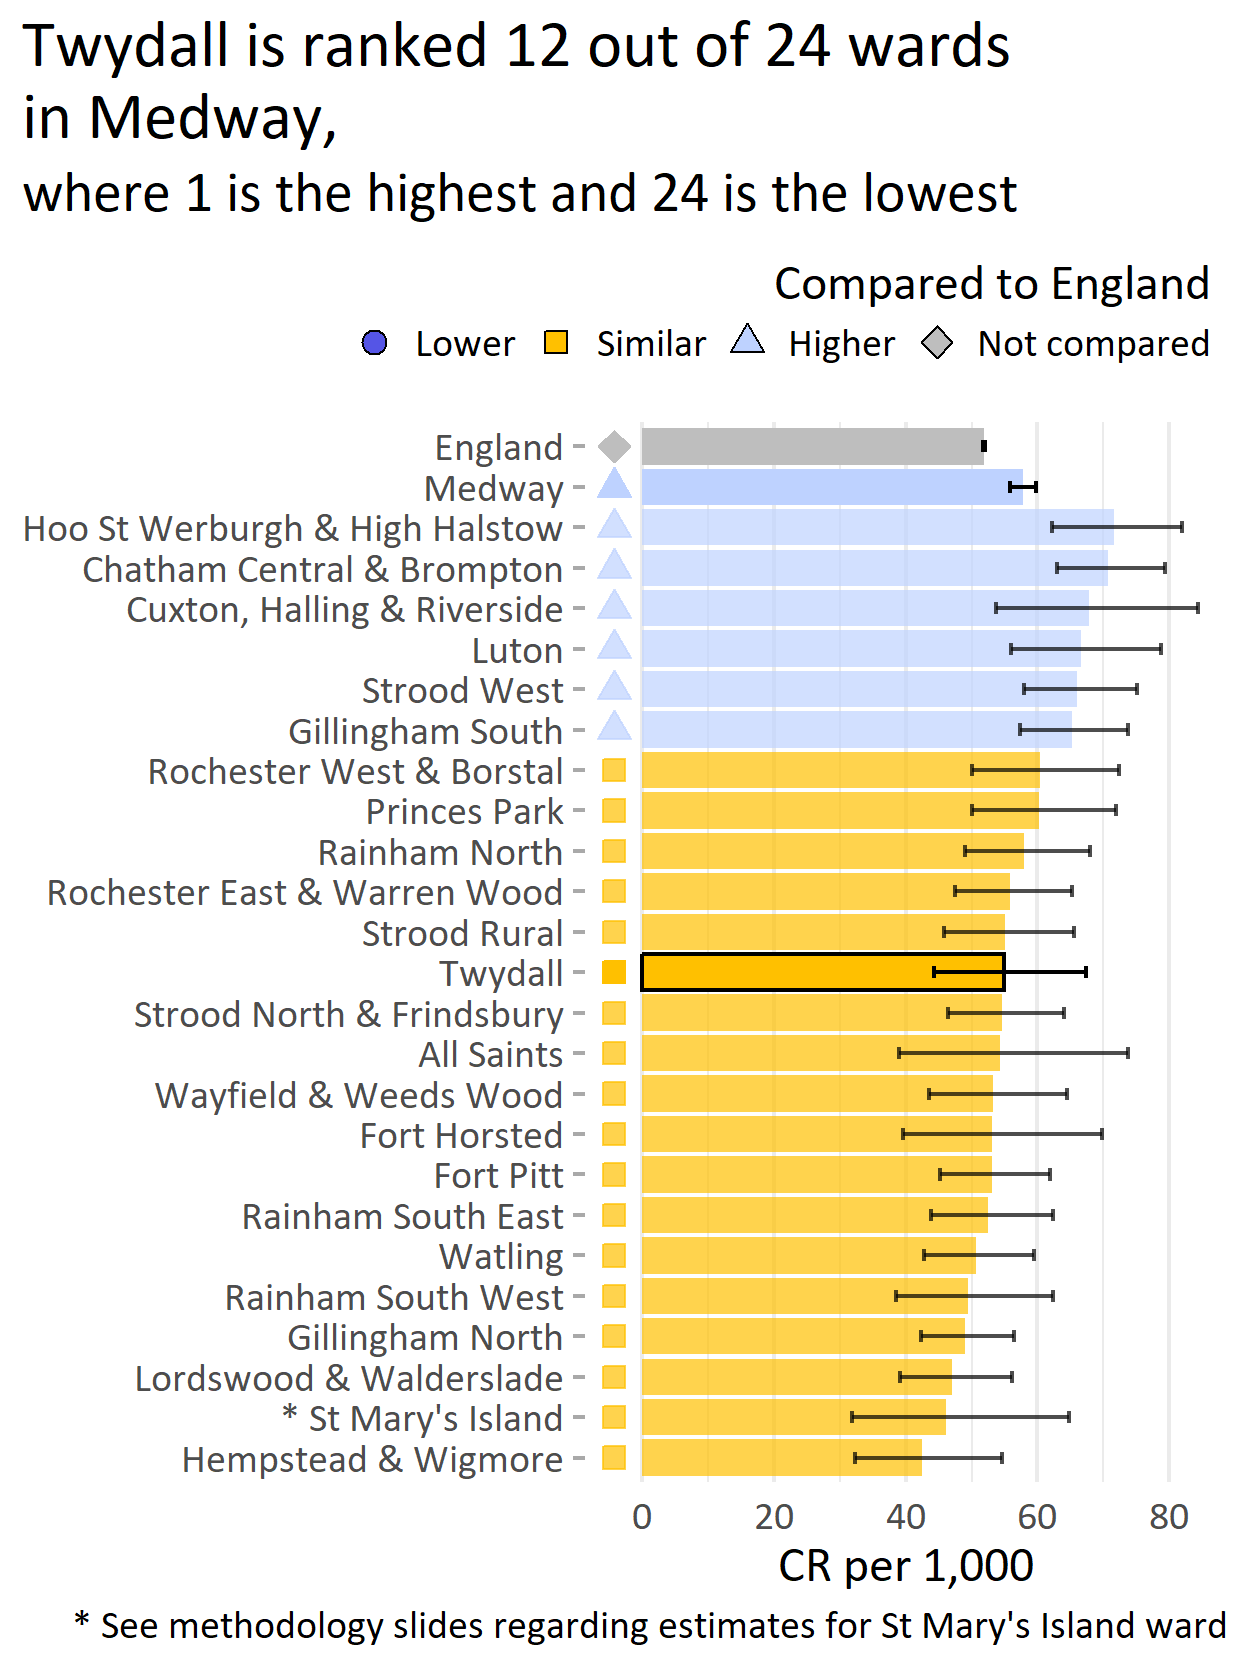 Twydall is ranked 12 out of 24 wards
in Medway,
where 1 is the highest and 24 is the lowest
Compared to England
Lower Similar Higher Not compared
England
Medway
Hoo St Werburgh & High Halstow
Chatham Central & Brompton
Cuxton, Halling & Riverside
Luton
Strood West
Gillingham South
Rochester West & Borstal
Princes Park
Rainham North
Rochester East & Warren Wood
Strood Rural
Twydall
Strood North & Frindsbury
All Saints
Wayfield & Weeds Wood
Fort Horsted
Fort Pitt
Rainham South East
Watling
Rainham South West
Gillingham North
Lordswood & Walderslade
* St Mary's Island
Hempstead & Wigmore
0 20 40 60 80
CR per 1,000
* See methodology slides regarding estimates for St Mary's Island ward